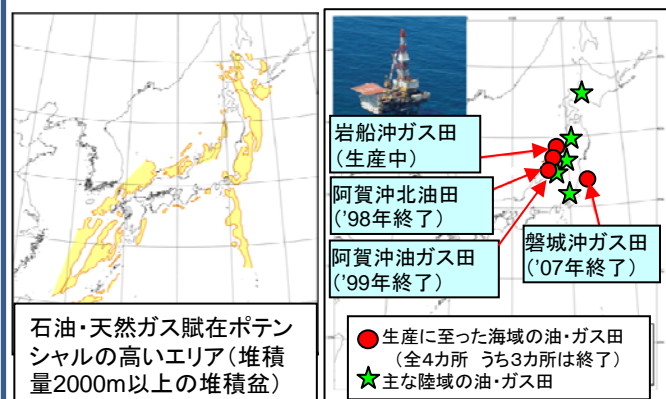 石油・天然ガス賦在ポテン
シャルの高いエリア（堆積
量2000m以上の堆積盆）
岩船沖ガス田
（生産中）
阿賀沖北油田
（’98年終了）
阿賀沖油ガス田
（’99年終了）
磐城沖ガス田
（’07年終了）
生産に至った海域の油・ガス田
（全4カ所　うち3カ所は終了）
主な陸域の油・ガス田